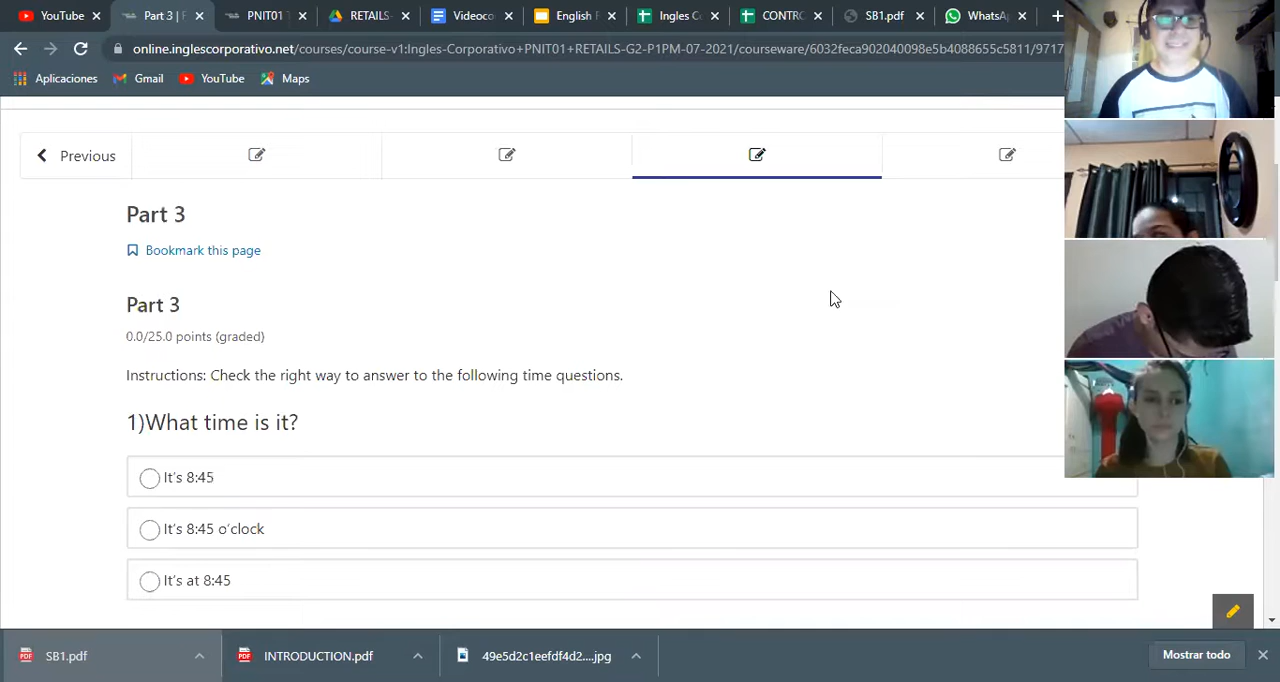 YouTube
Part 3 | F
PNIT01 T
RETAILS-
Videoco
English F
Ingles Co
CONTRO
SB1.pdf
WhatsA
online.inglescorporativo.net/courses/course-v1:Ingles-Corporativo+PNIT01+RETAILS-G2-P1PM-07-2021/courseware/6032feca902040098e5b4088655c5811/9717
Aplicaciones
Gmail
YouTube
Maps
Previous
Part 3
Bookmark this page
Part 3
0.0/25.0 points (graded)
Instructions: Check the right way to answer to the following time questions.
1)What time is it?
It's 8:45
It's 8:45 o'clock
It's at 8:45
SB1.pdf
INTRODUCTION.pdf
49e5d2c1eefdf4d2....jpg
Mostrar todo